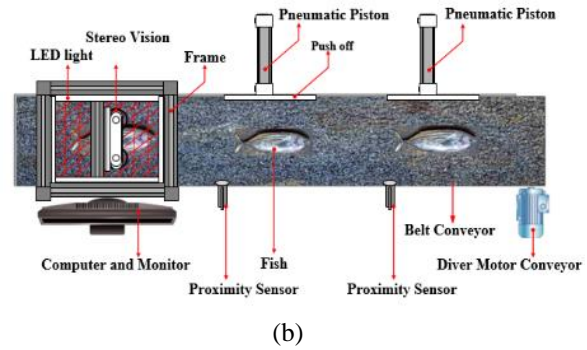 Pneumatic Piston
Pneumatic Piston
Stereo Vision
LED light
Frame
Push off
Belt Conveyor
Computer and Monitor
Fish
Diver Motor Conveyor
Proximity Sensor
Proximity Sensor
(b)